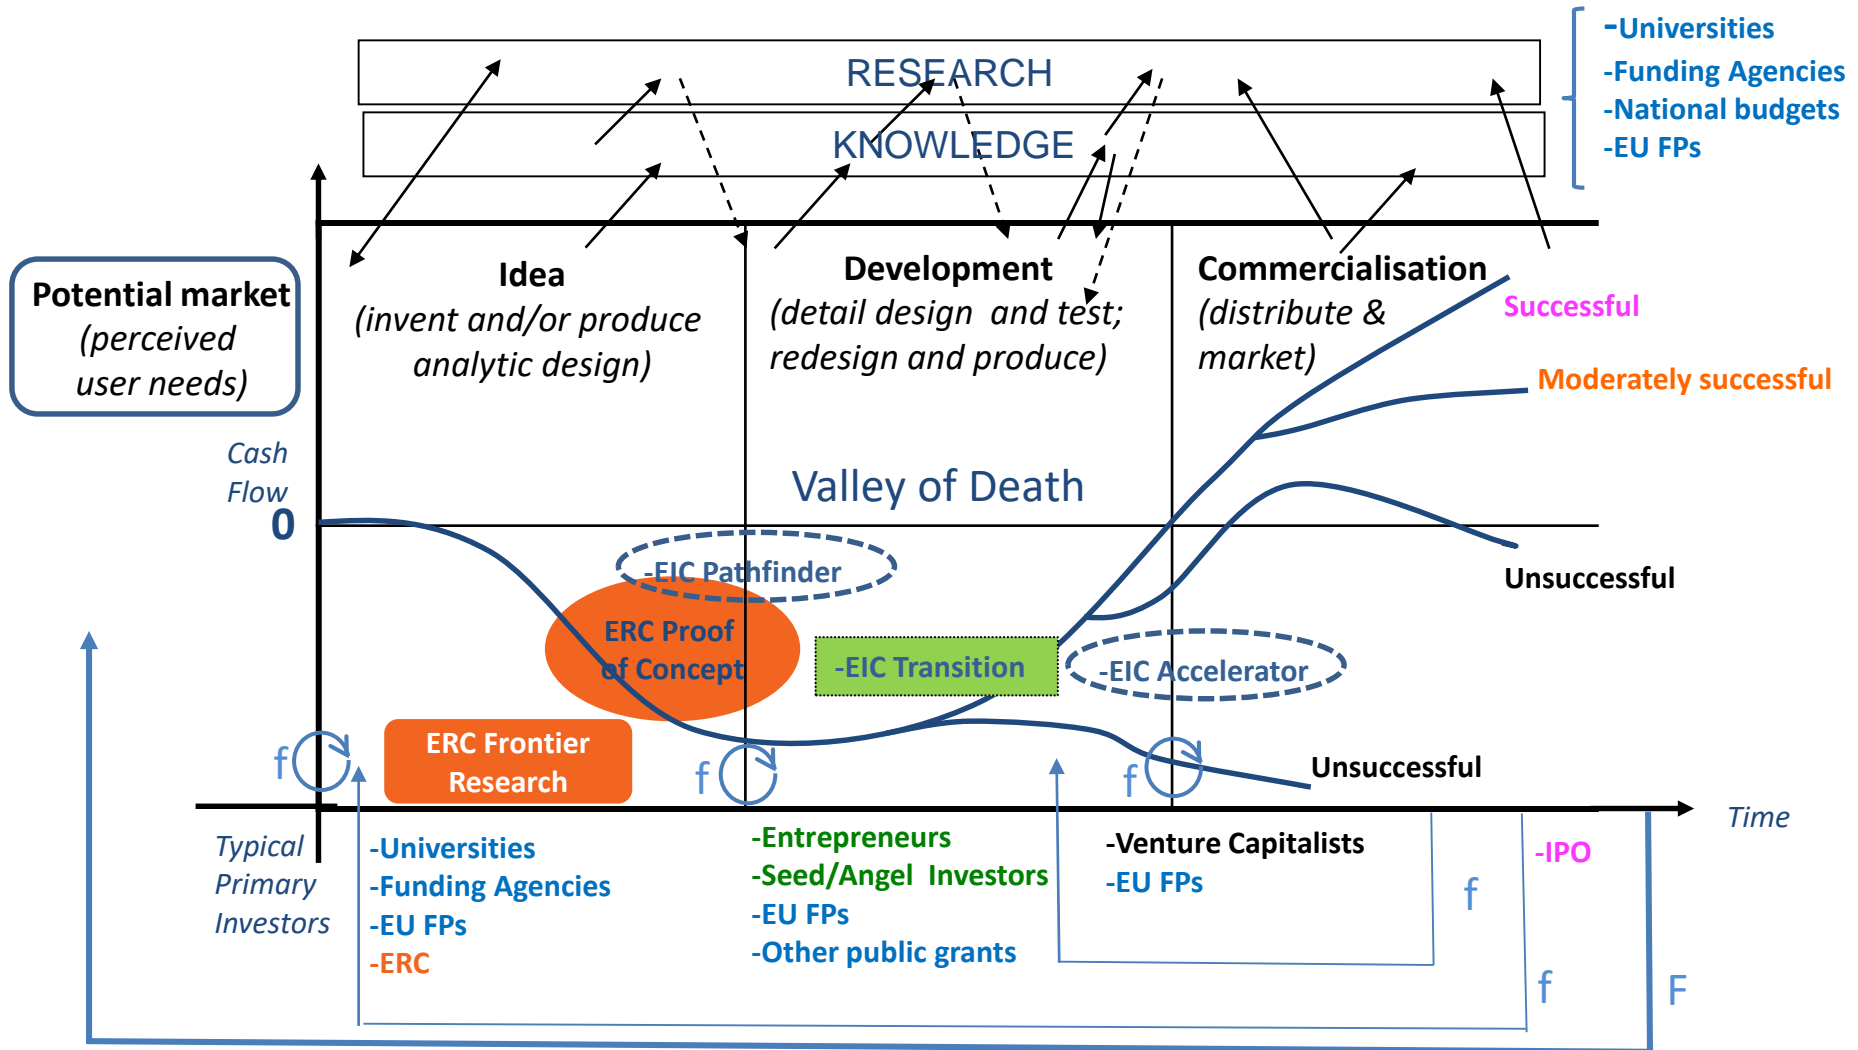 RESEARCH
KNOWLEDGE
-Universities
-Funding Agencies
-National budgets
-EU FPs
Potential market
(perceived
user needs)
Idea
(invent and/or produce
analytic design)
Development
(detail design and test;
redesign and produce)
Commercialisation
(distribute &
market)
Successful
Moderately successful
Cash
Flow
0
Valley of Death
-EIC Pathfinder
Unsuccessful
ERC Proof
of Concept
-EIC Transition
-EIC Accelerator
f
ERC Frontier
Research
f
f
Unsuccessful
Time
Typical
Primary
Investors
-Universities
-Funding Agencies
-EU FPs
-ERC
-Entrepreneurs
-Seed/Angel Investors
-EU FPs
-Other public grants
-Venture Capitalists
-EU FPs
f
-IPO
f
F